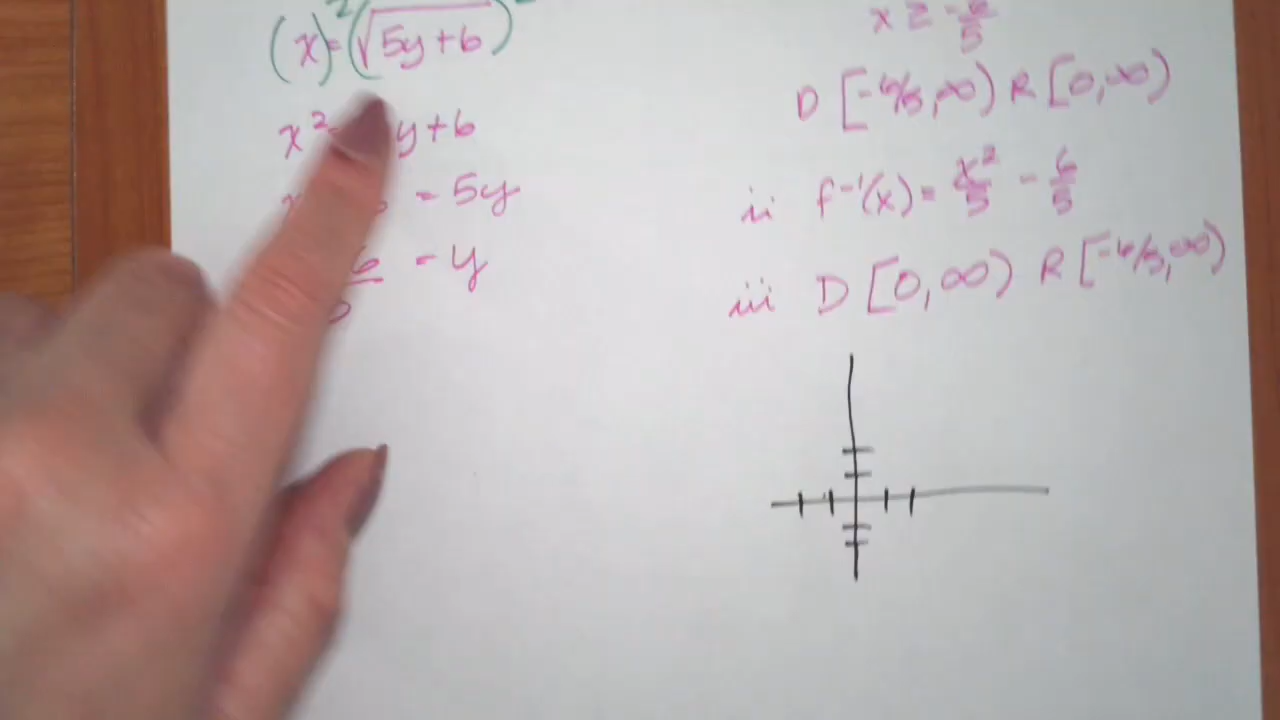 (x)²=(√5y+6)²
x² y+6
= 5y
6 = y
x ≥ -6/5
D [-6/5,∞) R [0,∞)
ii f⁻¹(x) = x²/5 - 6/5
iii D [0,∞) R [-6/5,∞)